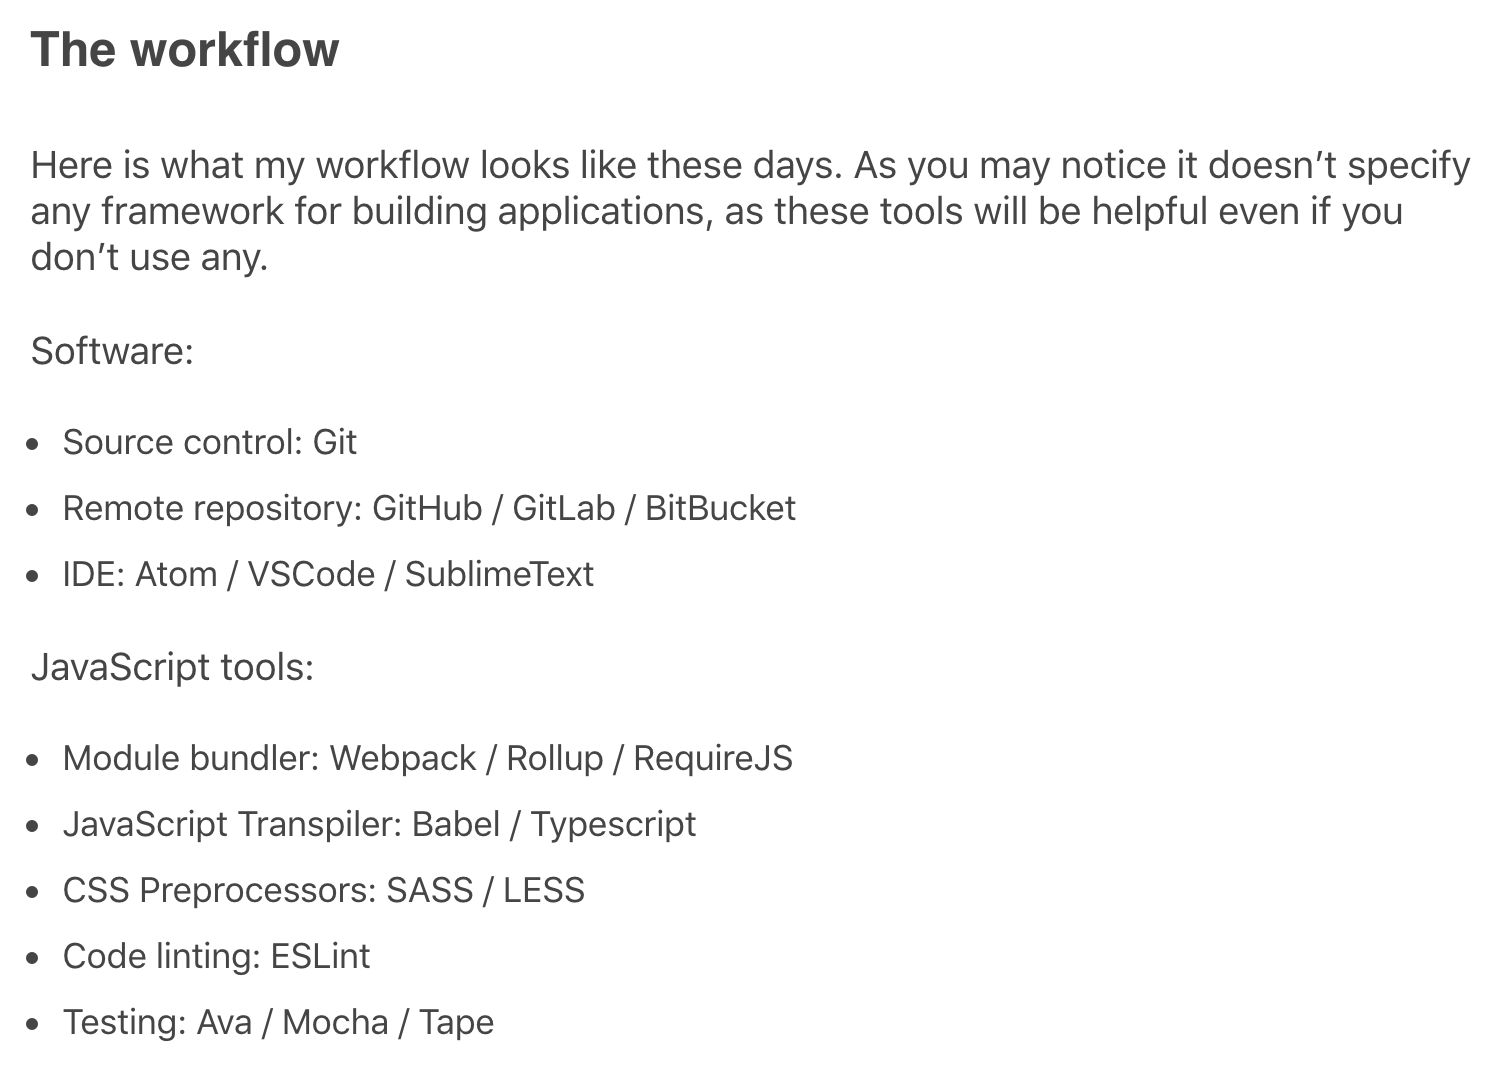 The workflow
Here is what my workflow looks like these days. As you may notice it doesn’t specify
any framework for building applications, as these tools will be helpful even if you
don’t use any.
Software:
• Source control: Git
• Remote repository: GitHub / GitLab / BitBucket
• IDE: Atom / VSCode / SublimeText
JavaScript tools:
• Module bundler: Webpack / Rollup / RequireJS
• JavaScript Transpiler: Babel / Typescript
• CSS Preprocessors: SASS / LESS
• Code linting: ESLint
• Testing: Ava / Mocha / Tape